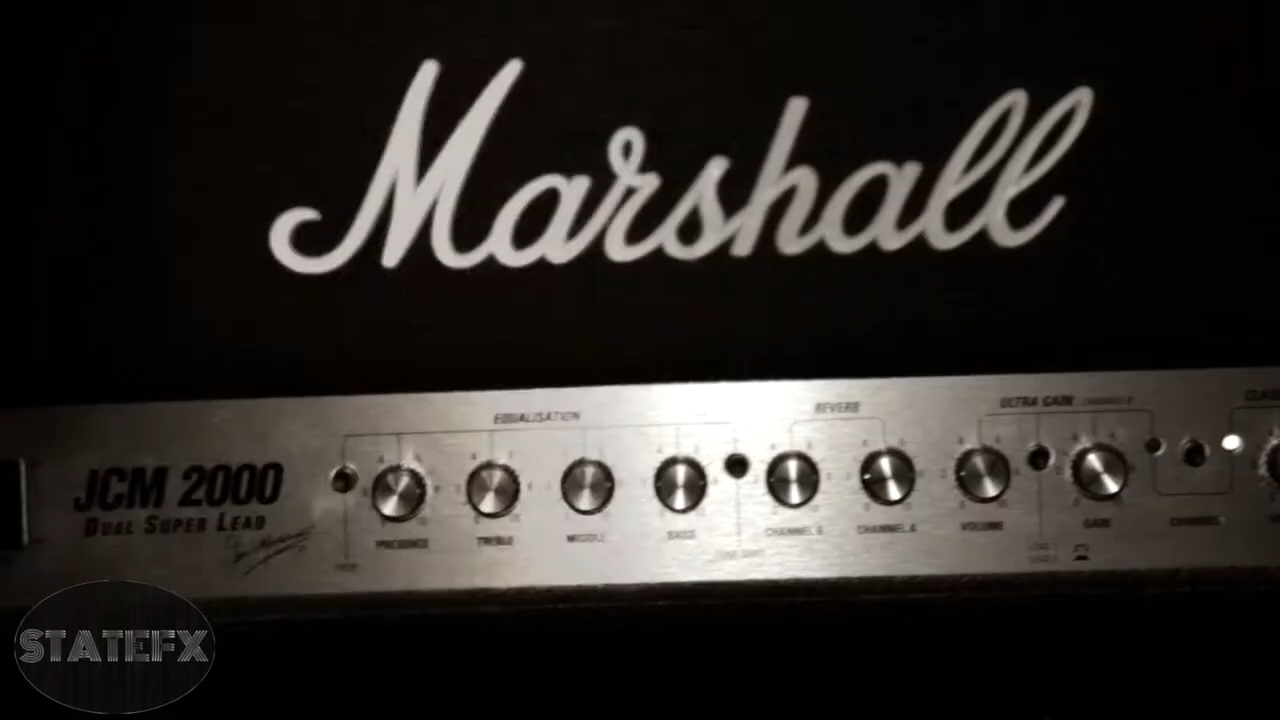 Marshall
EQUALISATION
REVERB
ULTRA GAIN
JCM 2000
DUAL SUPER LEAD
PRESENCE
TREBLE
MIDDLE
BASS
CHANNEL B
CHANNEL A
VOLUME
GAIN
CHANNEL
STATEFX